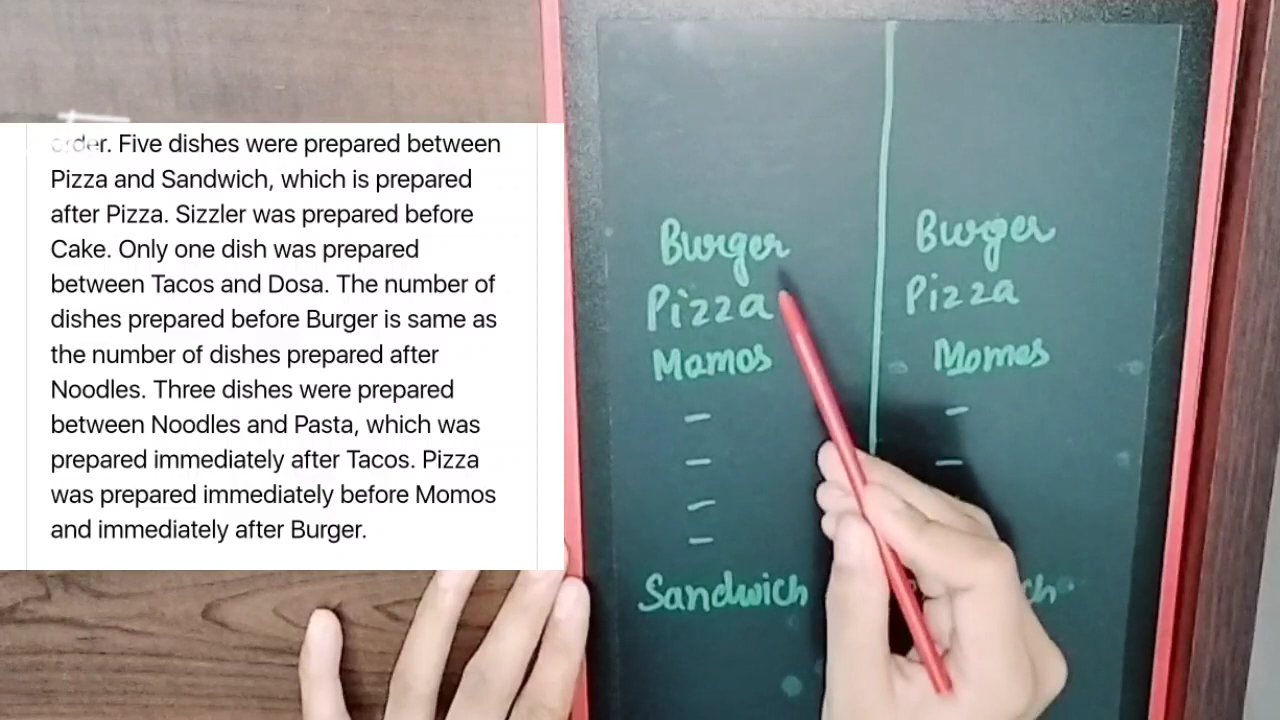 order. Five dishes were prepared between
Pizza and Sandwich, which is prepared
after Pizza. Sizzler was prepared before
Cake. Only one dish was prepared
between Tacos and Dosa. The number of
dishes prepared before Burger is same as
the number of dishes prepared after
Noodles. Three dishes were prepared
between Noodles and Pasta, which was
prepared immediately after Tacos. Pizza
was prepared immediately before Momos
and immediately after Burger.
Burger
Pizza
Momos
–
–
–
–
Sandwich
Burger
Pizza
Momos
–
–